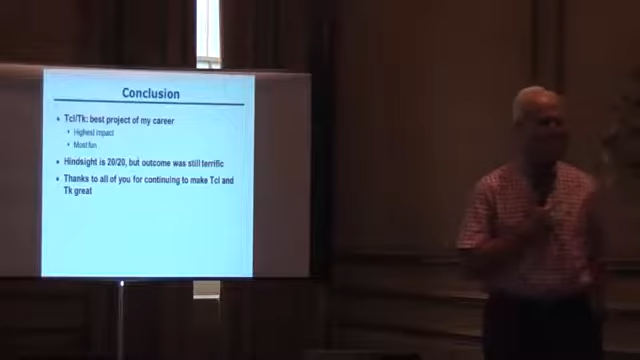 Conclusion
• Tcl/Tk: best project of my career
• Highest impact
• Most fun
• Hindsight is 20/20, but outcome was still terrific
• Thanks to all of you for continuing to make Tcl and
Tk great